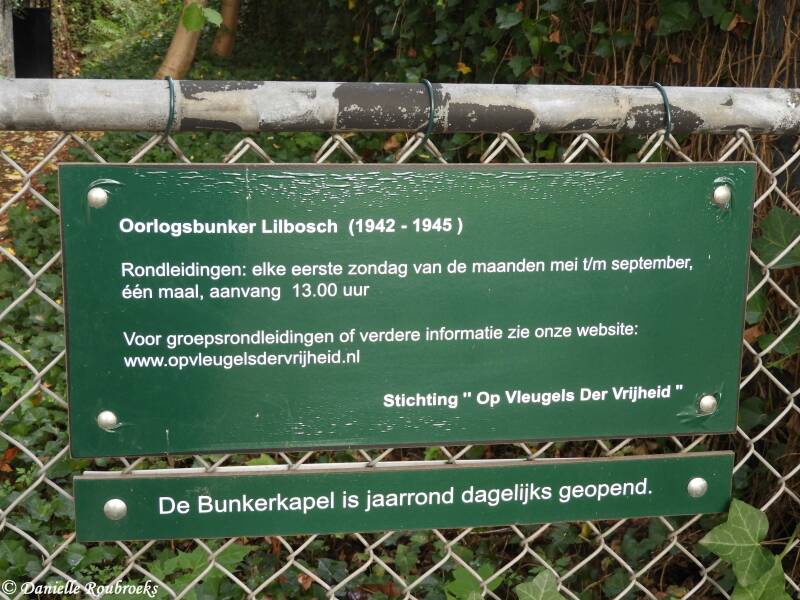 Oorlogsbunker Lilbosch (1942 - 1945 )
Rondleidingen: elke eerste zondag van de maanden mei t/m september,
één maal, aanvang 13.00 uur
Voor groepsrondleidingen of verdere informatie zie onze website:
www.opvleugelsdervrijheid.nl
Stichting " Op Vleugels Der Vrijheid "
De Bunkerkapel is jaarrond dagelijks geopend.
© Danielle Roubroeks